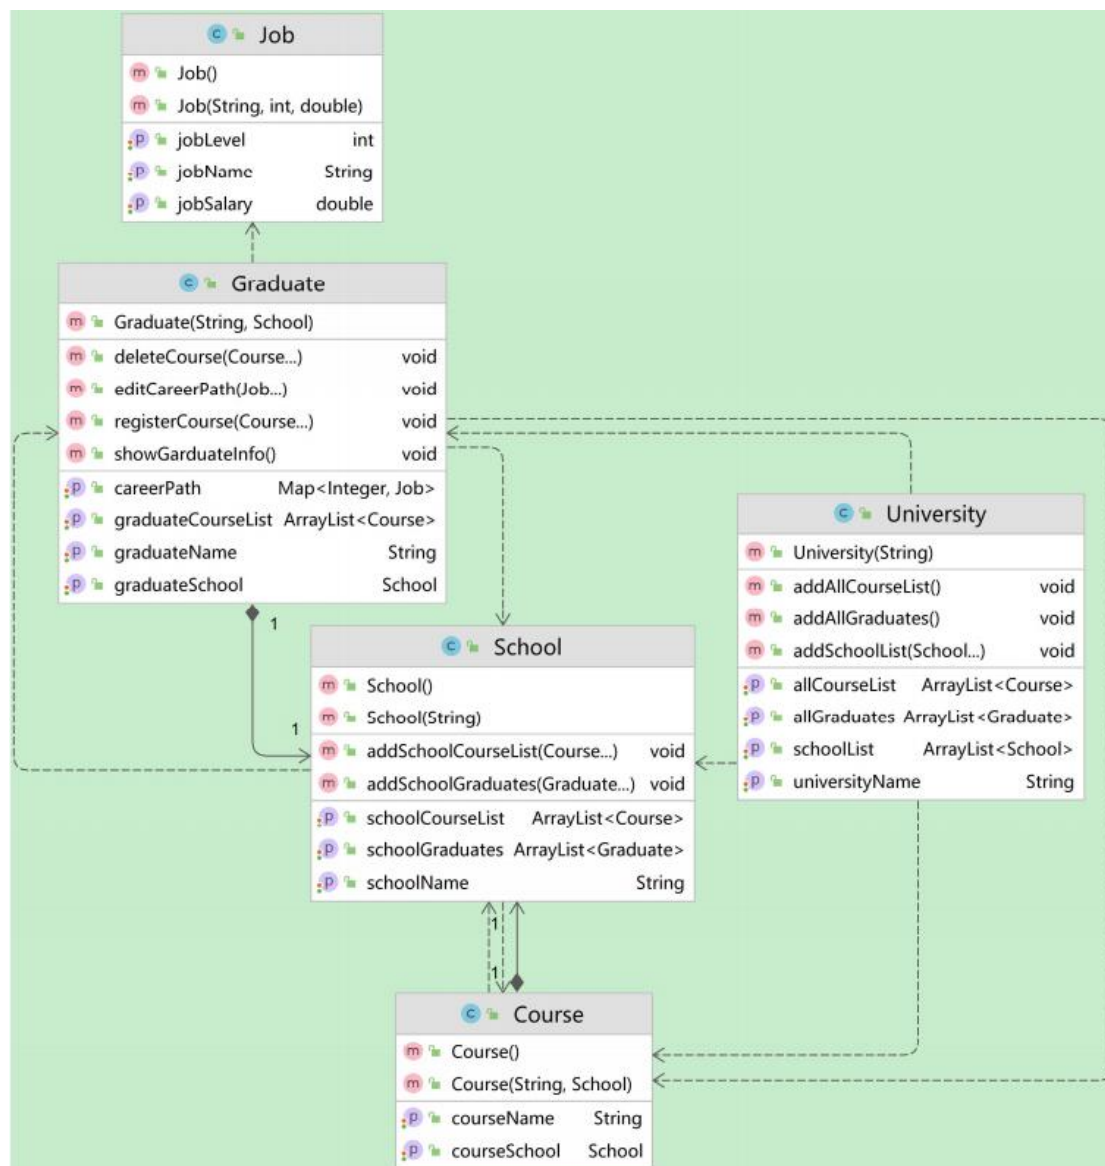 Job
Job()
Job(String, int, double)
jobLevel int
jobName String
jobSalary double
Graduate
Graduate(String, School)
deleteCourse(Course...) void
editCareerPath(Job...) void
registerCourse(Course...) void
showGarduateInfo() void
careerPath Map<Integer, Job>
graduateCourseList ArrayList<Course>
graduateName String
graduateSchool School
1
1
University
University(String)
addAllCourseList() void
addAllGraduates() void
addSchoolList(School...) void
allCourseList ArrayList<Course>
allGraduates ArrayList<Graduate>
schoolList ArrayList<School>
universityName String
School
School()
School(String)
addSchoolCourseList(Course...) void
addSchoolGraduates(Graduate...) void
schoolCourseList ArrayList<Course>
schoolGraduates ArrayList<Graduate>
schoolName String
1
1
Course
Course()
Course(String, School)
courseName String
courseSchool School